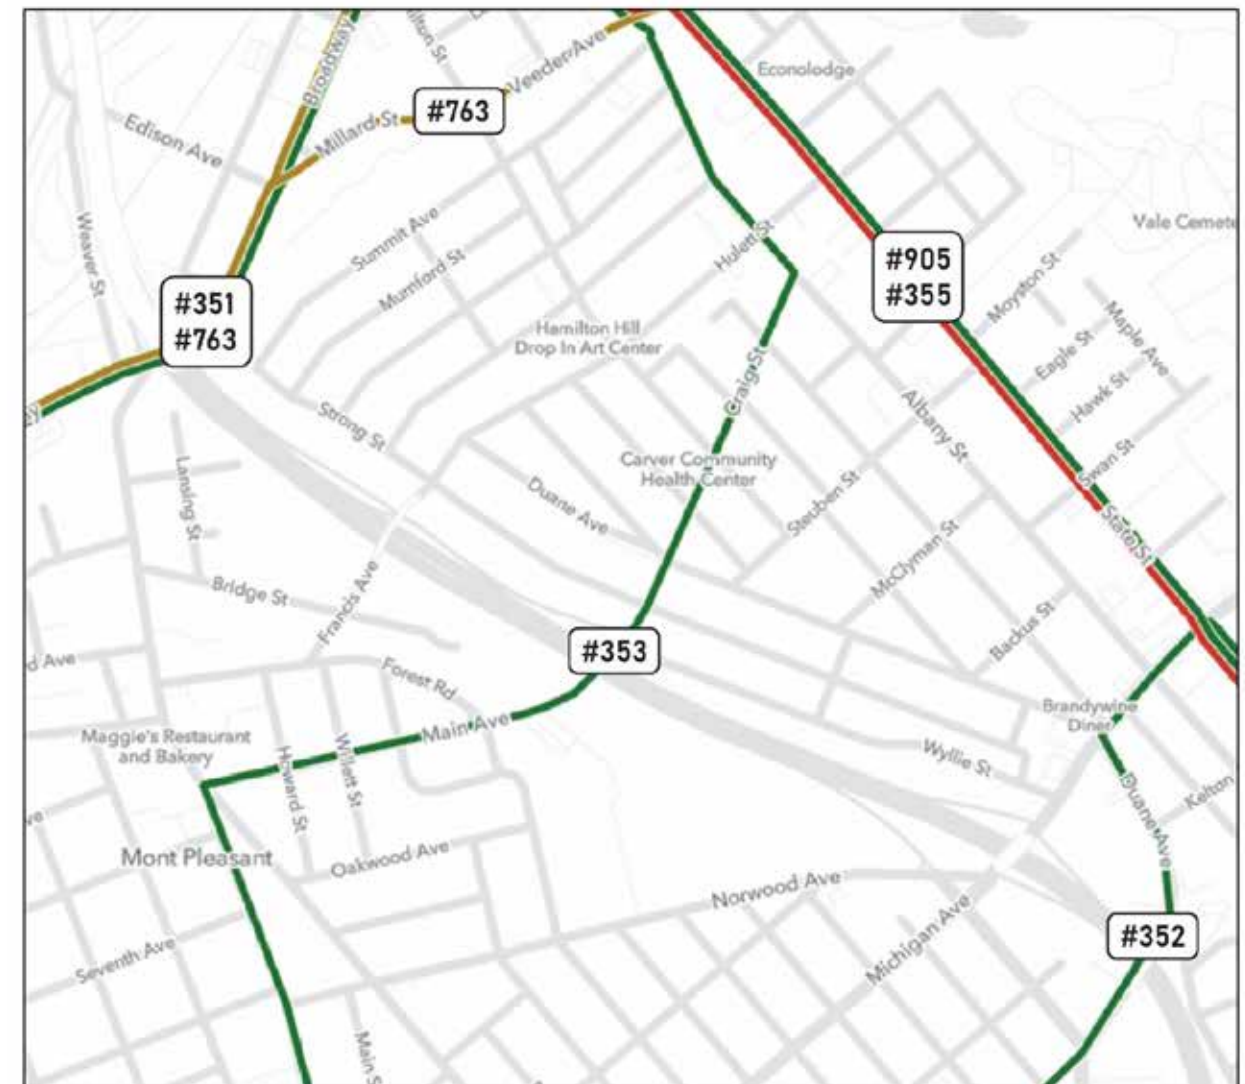 Broadway
Veeder Ave
Econolodge
#763
Millard St
Edison Ave
Weaver St
Summit Ave
Mumford St
Hulett St
Vale Cemete
#905
#355
Moyston St
Maple Ave
Eagle St
Hawk St
Swan St
#351
#763
Hamilton Hill
Drop In Art Center
Craig St
Albany St
Strong St
Carver Community
Health Center
Lansing St
Duane Ave
Steuben St
State St
McClyman St
Bridge St
Francis Ave
Backus St
#353
d Ave
Forest Rd
Main Ave
Brandywine
Diner
Maggie's Restaurant
and Bakery
Howard St
Willett St
Wyllie St
Duane Ave
Kelton
ve
Mont Pleasant
Oakwood Ave
Norwood Ave
Michigan Ave
#352
Seventh Ave
Main S